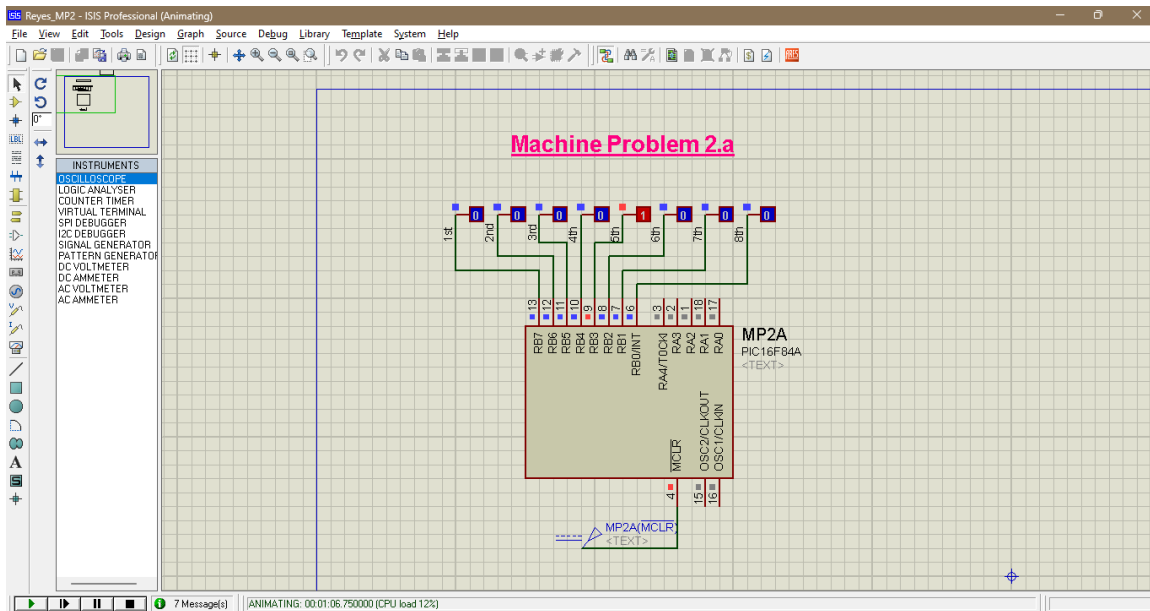 isis Reyes_MP2 - ISIS Professional (Animating)
File View Edit Tools Design Graph Source Debug Library Template System Help
0°
LBL
A
S
INSTRUMENTS
OSCILLOSCOPE
LOGIC ANALYSER
COUNTER TIMER
VIRTUAL TERMINAL
SPI DEBUGGER
I2C DEBUGGER
SIGNAL GENERATOR
PATTERN GENERATOR
DC VOLTMETER
DC AMMETER
AC VOLTMETER
AC AMMETER
Machine Problem 2.a
0 0 0 0 1 0 0 0
1st 2nd 3rd 4th 5th 6th 7th 8th
13 12 11 10 9 8 7 6 3 2 1 18 17
RB7 RB6 RB5 RB4 RB3 RB2 RB1 RB0/INT RA4/T0CKI RA3 RA2 RA1 RA0
MP2A
PIC16F84A
<TEXT>
MCLR OSC2/CLKOUT OSC1/CLKIN
4 15 16
MP2A(MCLR)
<TEXT>
7 Message(s) ANIMATING: 00:01:06.750000 (CPU load 12%)